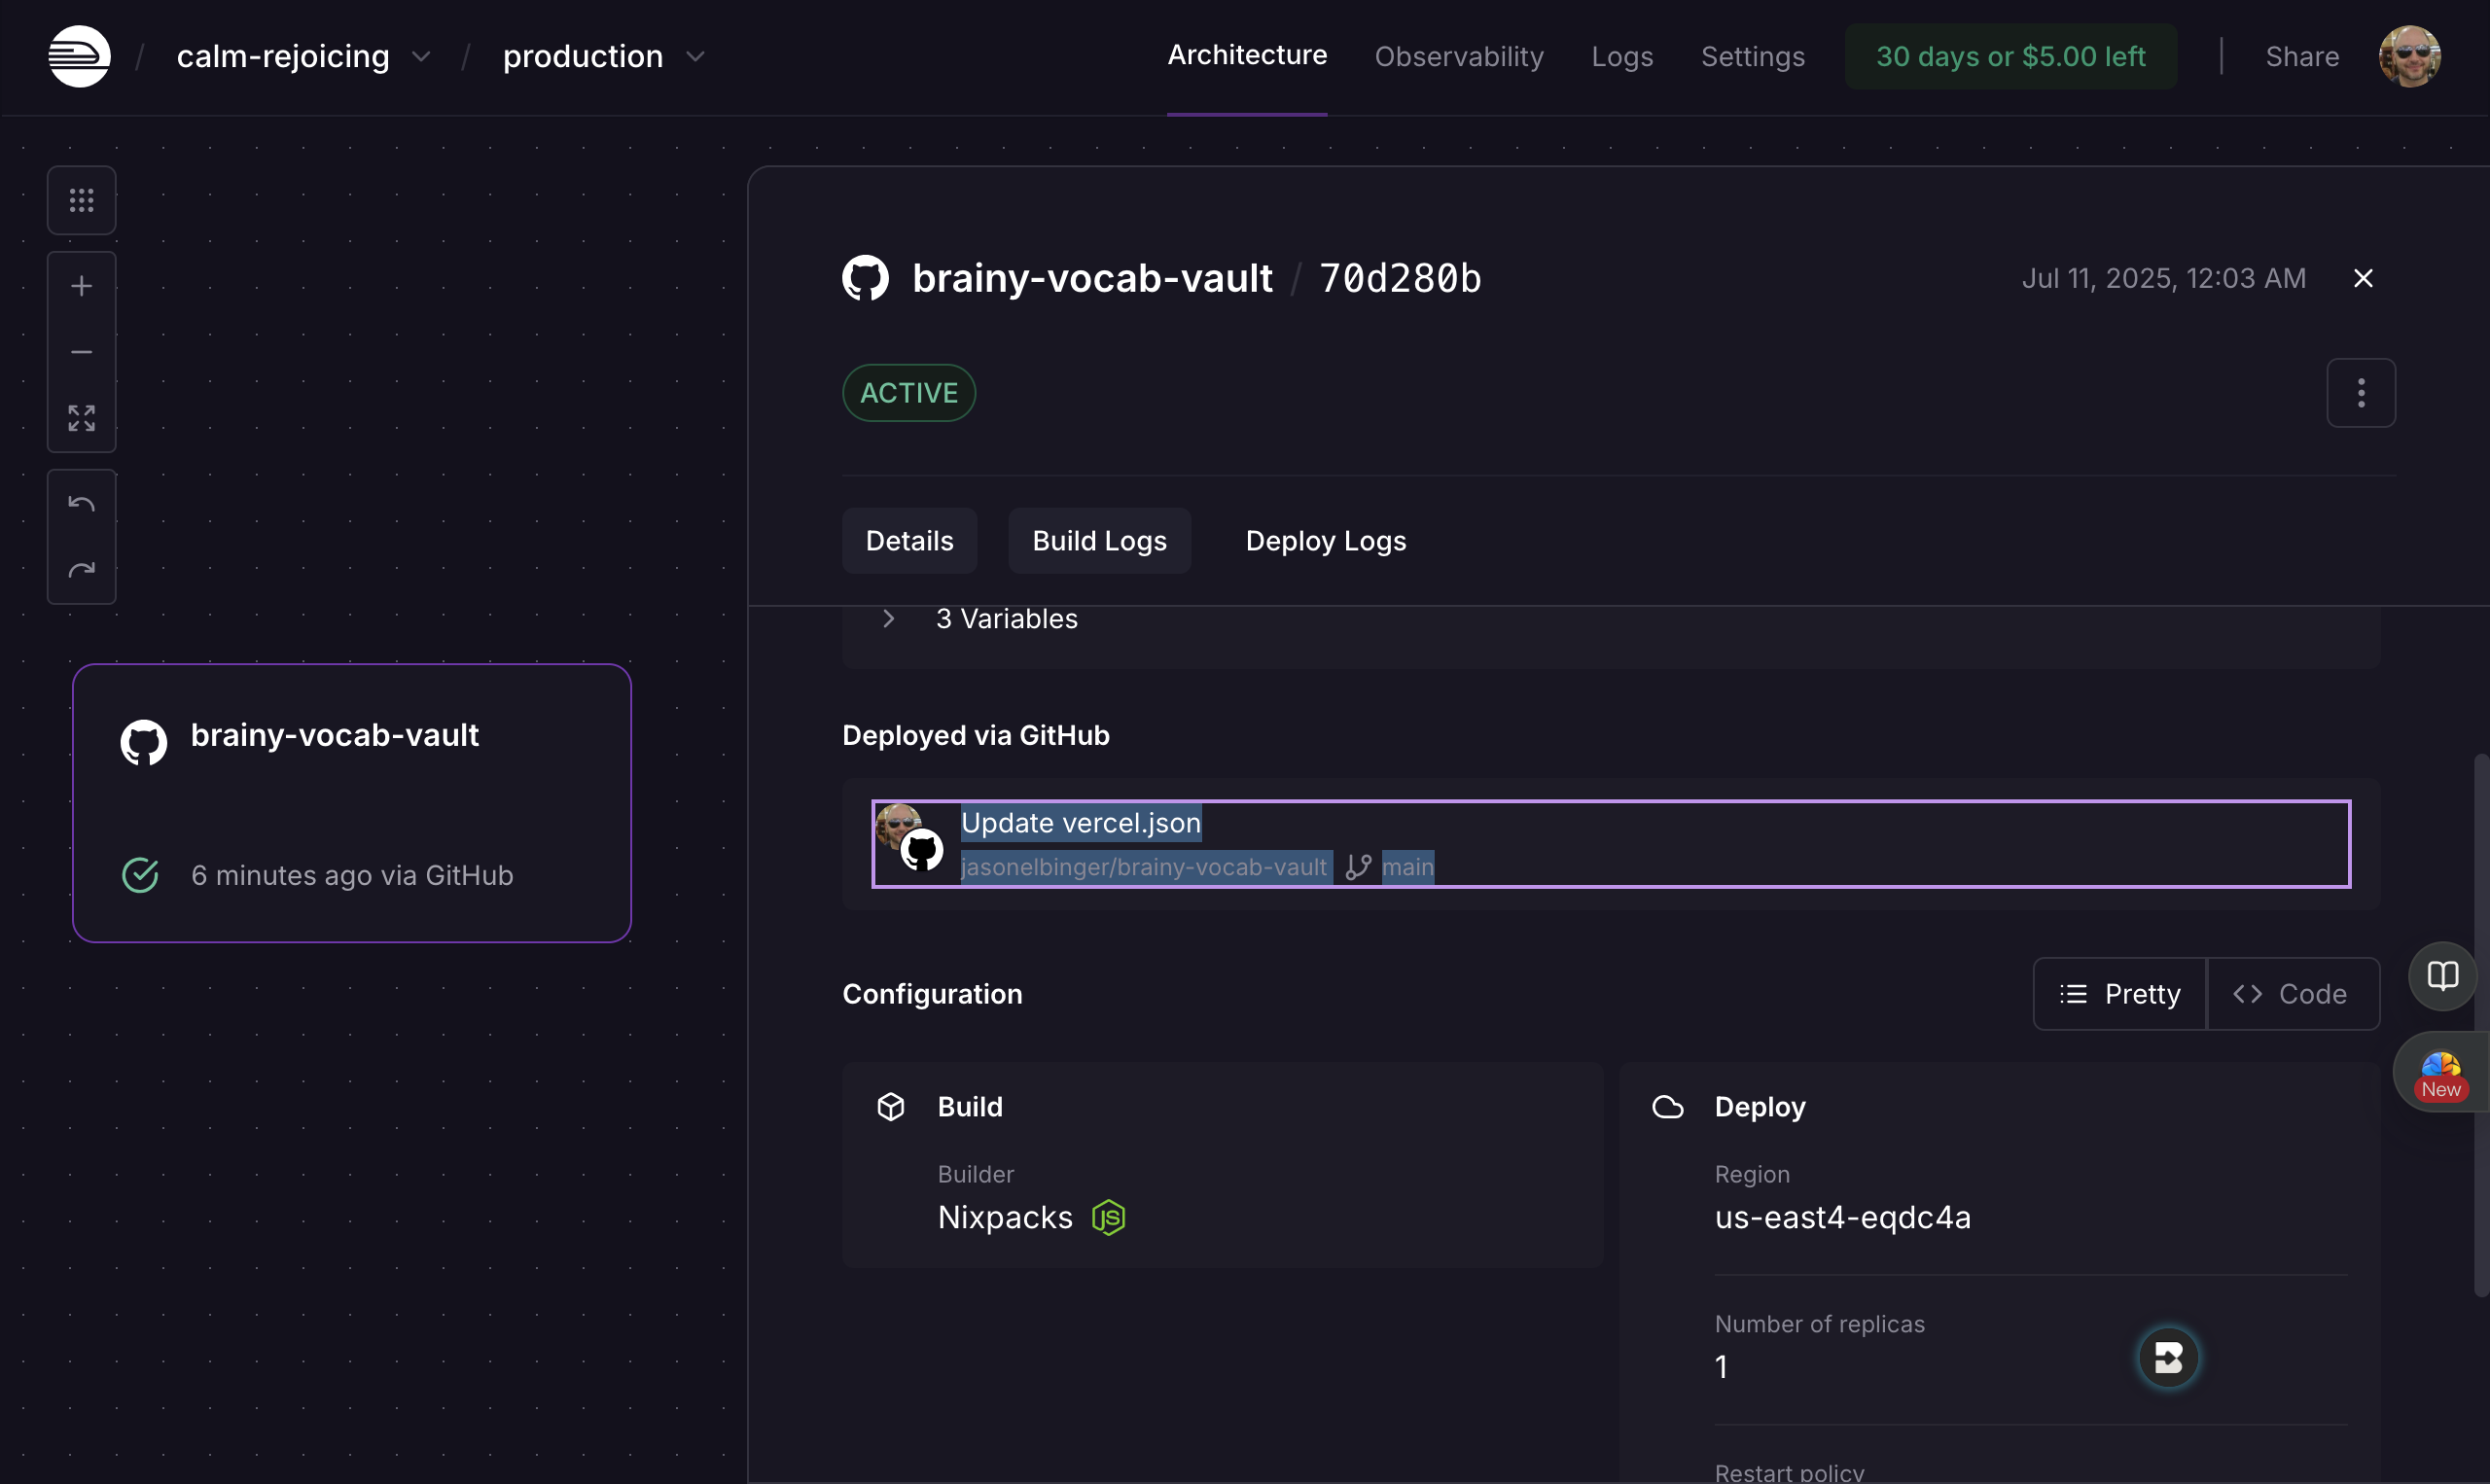 / calm-rejoicing / production
Architecture Observability Logs Settings 30 days or $5.00 left Share
brainy-vocab-vault / 70d280b Jul 11, 2025, 12:03 AM
ACTIVE
Details Build Logs Deploy Logs
3 Variables
brainy-vocab-vault
6 minutes ago via GitHub
Deployed via GitHub
Update vercel.json
jasonelbinger/brainy-vocab-vault main
Configuration
Pretty Code
New
Build
Builder
Nixpacks JS
Deploy
Region
us-east4-eqdc4a
Number of replicas
1
Restart policy